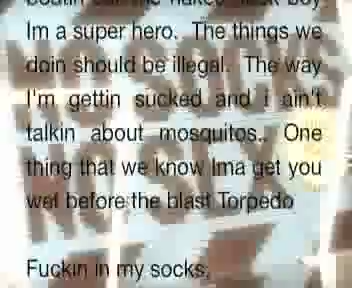 Im a super hero. The things we
doin should be illegal. The way
I'm gettin sucked and i ain't
talkin about mosquitos.. One
thing that we know Ima get you
wet before the blast Torpedo
Fuckin in my socks,